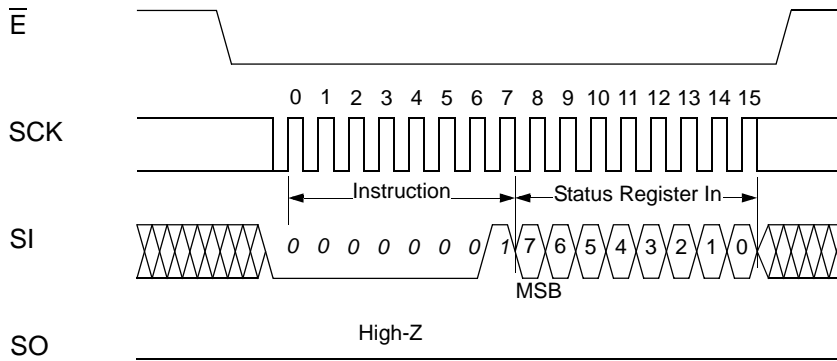 E
0 1 2 3 4 5 6 7 8 9 10 11 12 13 14 15
SCK
Instruction Status Register In
SI
0 0 0 0 0 0 0 1 7 6 5 4 3 2 1 0
MSB
High-Z
SO